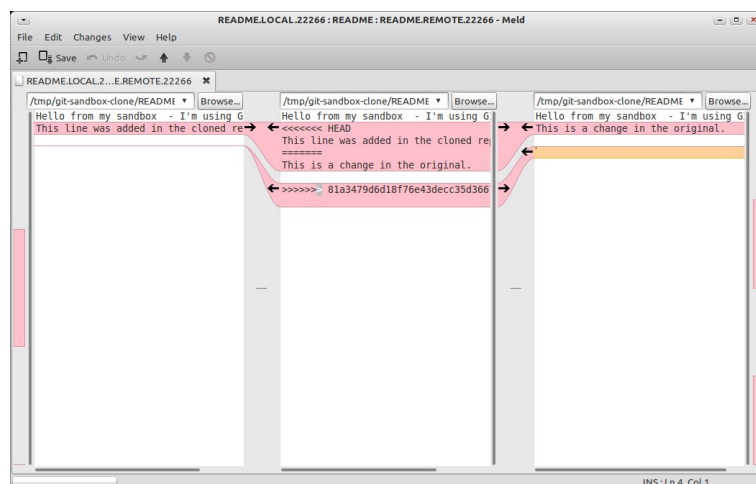 README.LOCAL.22266 : README : README.REMOTE.22266 - Meld
File Edit Changes View Help
Save Undo
README.LOCAL.2...E.REMOTE.22266
/tmp/git-sandbox-clone/README Browse...
Hello from my sandbox - I'm using G
This line was added in the cloned re
/tmp/git-sandbox-clone/README Browse...
Hello from my sandbox - I'm using G
<<<<<<< HEAD
This line was added in the cloned re
=======
This is a change in the original.
>>>>>>> 81a3479d6d18f76e43decc35d366
/tmp/git-sandbox-clone/README Browse...
Hello from my sandbox - I'm using G
This is a change in the original.
INS : Ln 4, Col 1